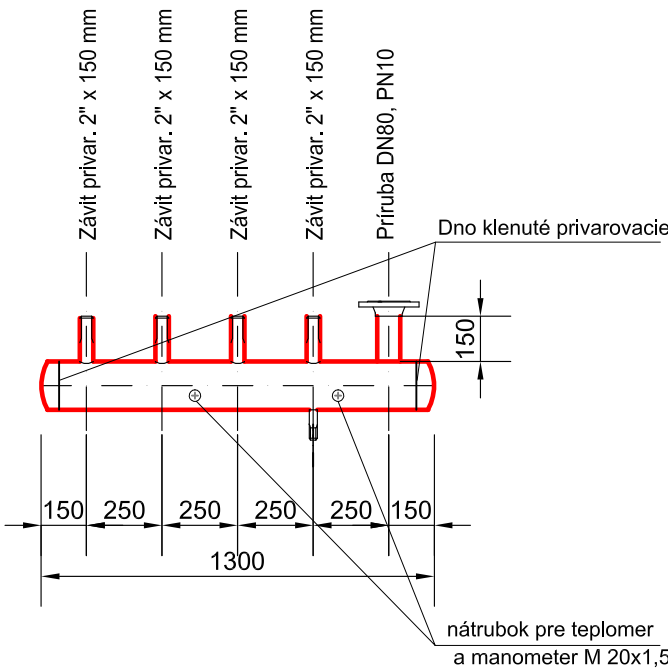 Závit privar. 2" x 150 mm
Závit privar. 2" x 150 mm
Závit privar. 2" x 150 mm
Závit privar. 2" x 150 mm
Príruba DN80, PN10
Dno klenuté privarovacie
150
150
250
250
250
250
150
1300
nátrubok pre teplomer
a manometer M 20x1,5